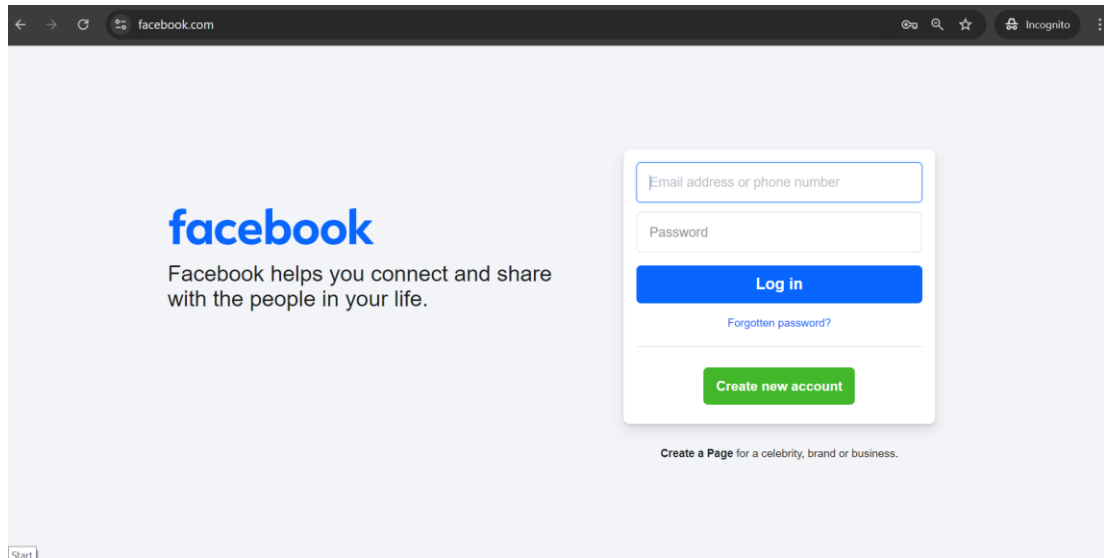 facebook.com
Incognito
facebook
Facebook helps you connect and share
with the people in your life.
Email address or phone number
Password
Log in
Forgotten password?
Create new account
Create a Page for a celebrity, brand or business.
Start